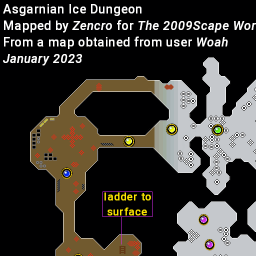 Asgarnian Ice Dungeon
Mapped by Zencro for The 2009Scape Wor
From a map obtained from user Woah
January 2023
ladder to
surface